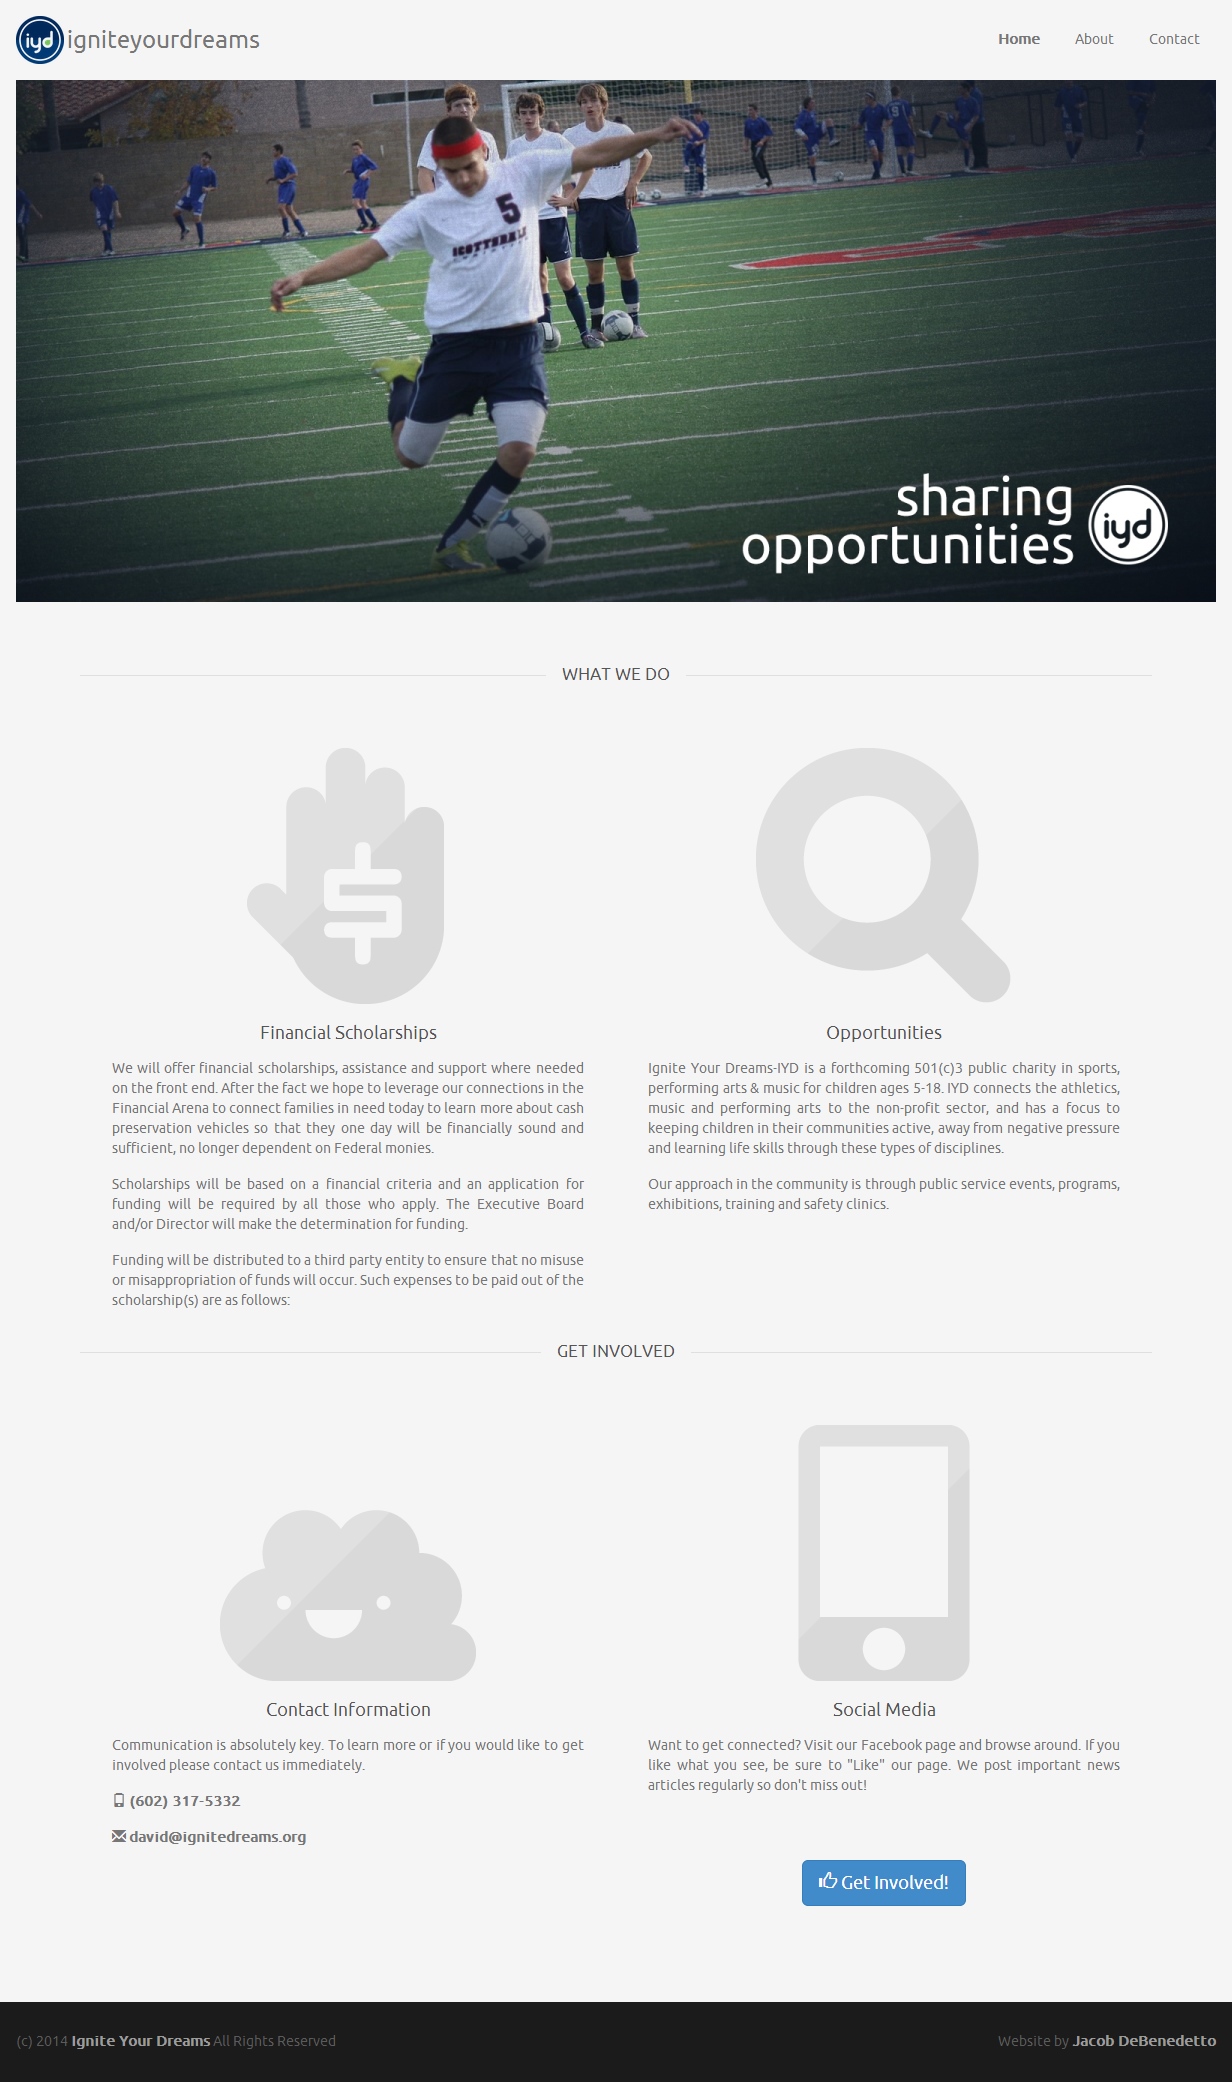 iyd igniteyourdreams
Home About Contact
9
5
SCOTTSDALE
sharing
opportunities
iyd
WHAT WE DO
Financial Scholarships
We will offer financial scholarships, assistance and support where needed
on the front end. After the fact we hope to leverage our connections in the
Financial Arena to connect families in need today to learn more about cash
preservation vehicles so that they one day will be financially sound and
sufficient, no longer dependent on Federal monies.
Scholarships will be based on a financial criteria and an application for
funding will be required by all those who apply. The Executive Board
and/or Director will make the determination for funding.
Funding will be distributed to a third party entity to ensure that no misuse
or misappropriation of funds will occur. Such expenses to be paid out of the
scholarship(s) are as follows:
Opportunities
Ignite Your Dreams-IYD is a forthcoming 501(c)3 public charity in sports,
performing arts & music for children ages 5-18. IYD connects the athletics,
music and performing arts to the non-profit sector, and has a focus to
keeping children in their communities active, away from negative pressure
and learning life skills through these types of disciplines.
Our approach in the community is through public service events, programs,
exhibitions, training and safety clinics.
GET INVOLVED
Contact Information
Communication is absolutely key. To learn more or if you would like to get
involved please contact us immediately.
(602) 317-5332
david@ignitedreams.org
Social Media
Want to get connected? Visit our Facebook page and browse around. If you
like what you see, be sure to "Like" our page. We post important news
articles regularly so don't miss out!
Get Involved!
(c) 2014 Ignite Your Dreams All Rights Reserved
Website by Jacob DeBenedetto